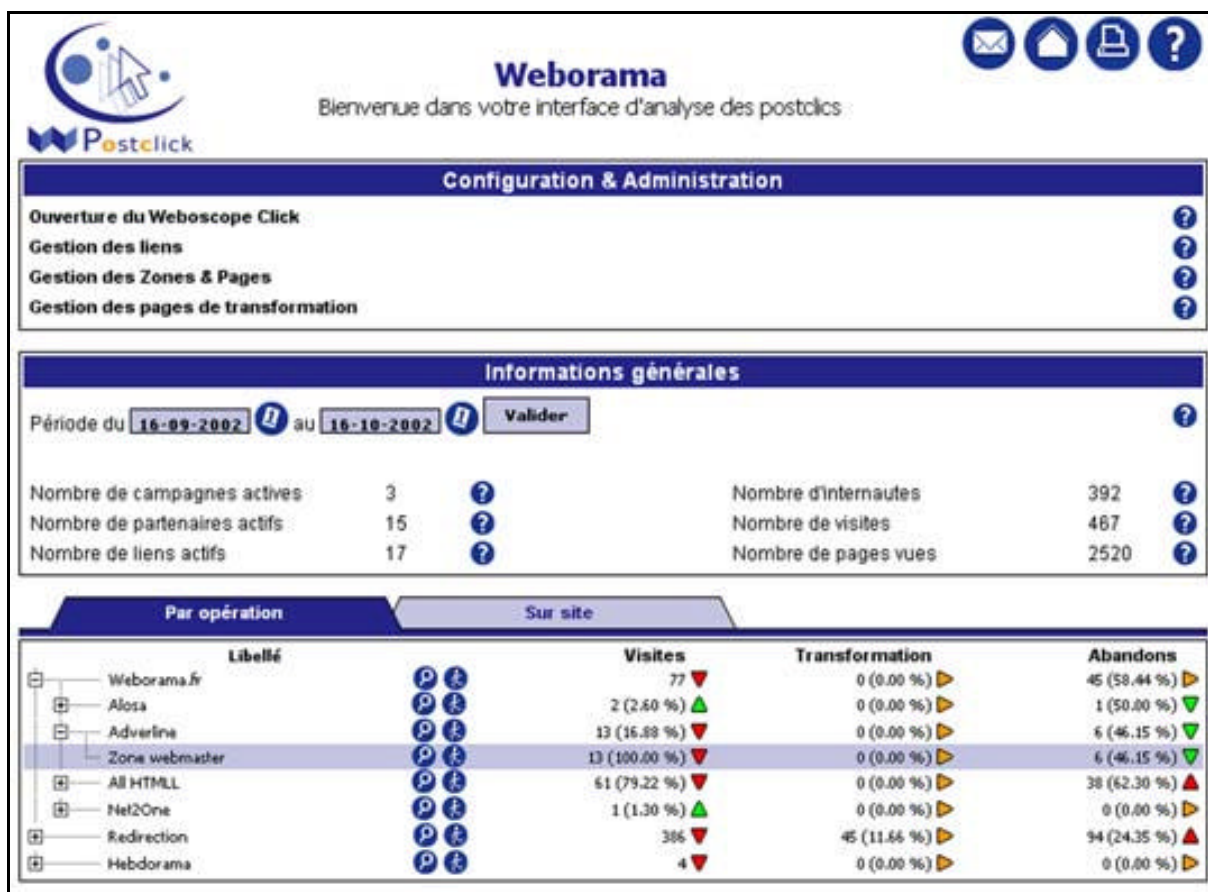 Weborama
Bienvenue dans votre interface d'analyse des postclics
Postclick
Configuration & Administration
Ouverture du Weboscope Click
Gestion des liens
Gestion des Zones & Pages
Gestion des pages de transformation
Informations générales
Période du 16-09-2002 au 16-10-2002 Valider
Nombre de campagnes actives 3 Nombre d'internautes 392
Nombre de partenaires actifs 15 Nombre de visites 467
Nombre de liens actifs 17 Nombre de pages vues 2520
Par opération Sur site
Libellé Visites Transformation Abandons
Weborama.fr 77 0 (0.00 %) 45 (58.44 %)
Alosa 2 (2.60 %) 0 (0.00 %) 1 (50.00 %)
Adverline 13 (16.88 %) 0 (0.00 %) 6 (46.15 %)
Zone webmaster 13 (100.00 %) 0 (0.00 %) 6 (46.15 %)
All HTMLL 61 (79.22 %) 0 (0.00 %) 38 (62.30 %)
Net2One 1 (1.30 %) 0 (0.00 %) 0 (0.00 %)
Redirection 386 45 (11.66 %) 94 (24.35 %)
Hebdorama 4 0 (0.00 %) 0 (0.00 %)